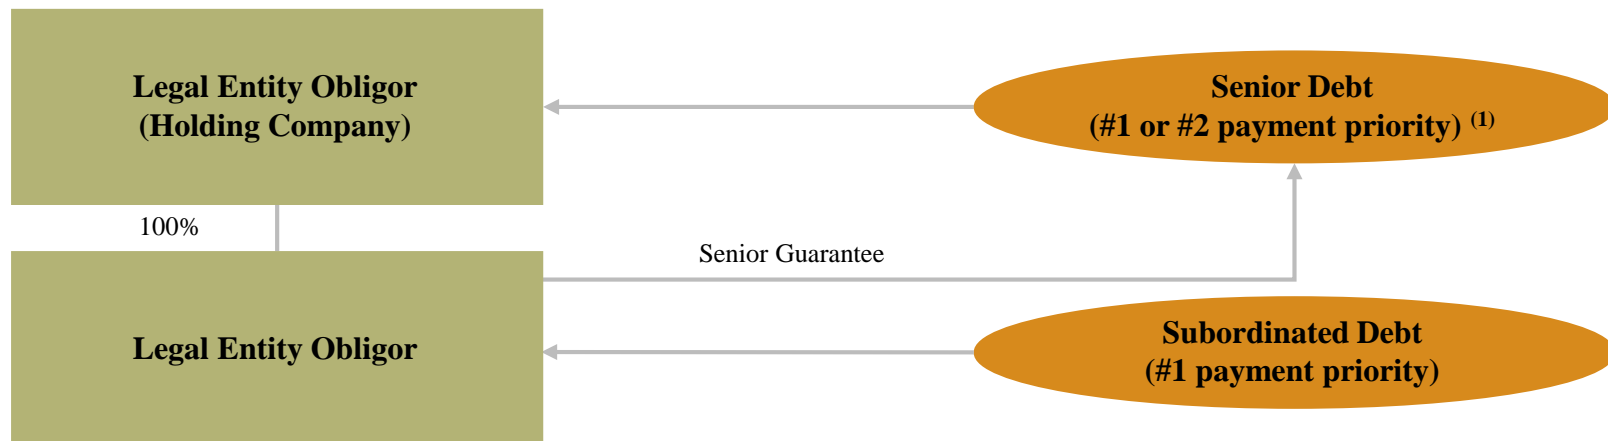 Legal Entity Obligor
(Holding Company)
Senior Debt
(#1 or #2 payment priority) (1)
100%
Senior Guarantee
Legal Entity Obligor
Subordinated Debt
(#1 payment priority)